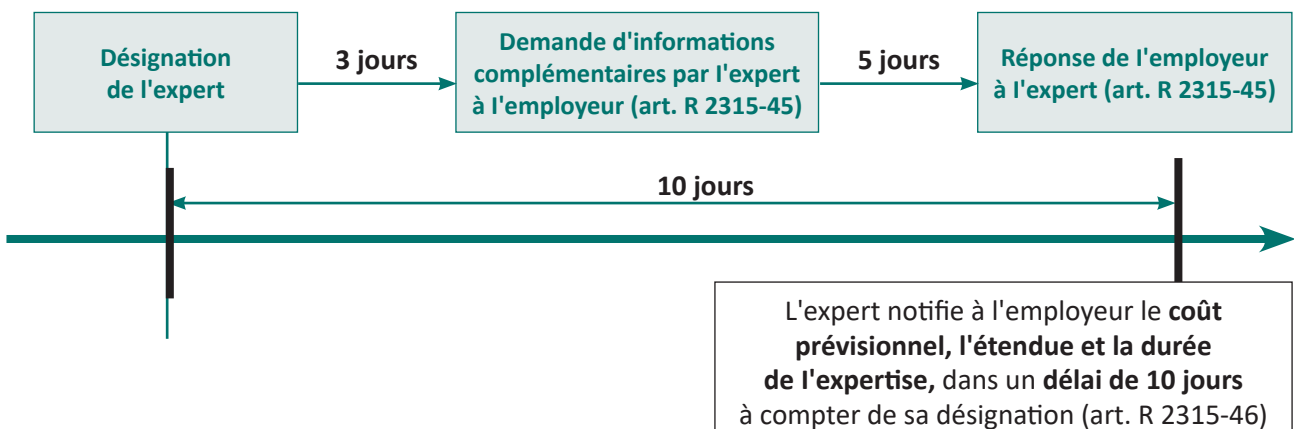 Désignation
de l'expert
3 jours
Demande d'informations
complémentaires par l'expert
à l'employeur (art. R 2315-45)
5 jours
Réponse de l'employeur
à l'expert (art. R 2315-45)
10 jours
L'expert notifie à l'employeur le coût
prévisionnel, l'étendue et la durée
de l'expertise, dans un délai de 10 jours
à compter de sa désignation (art. R 2315-46)